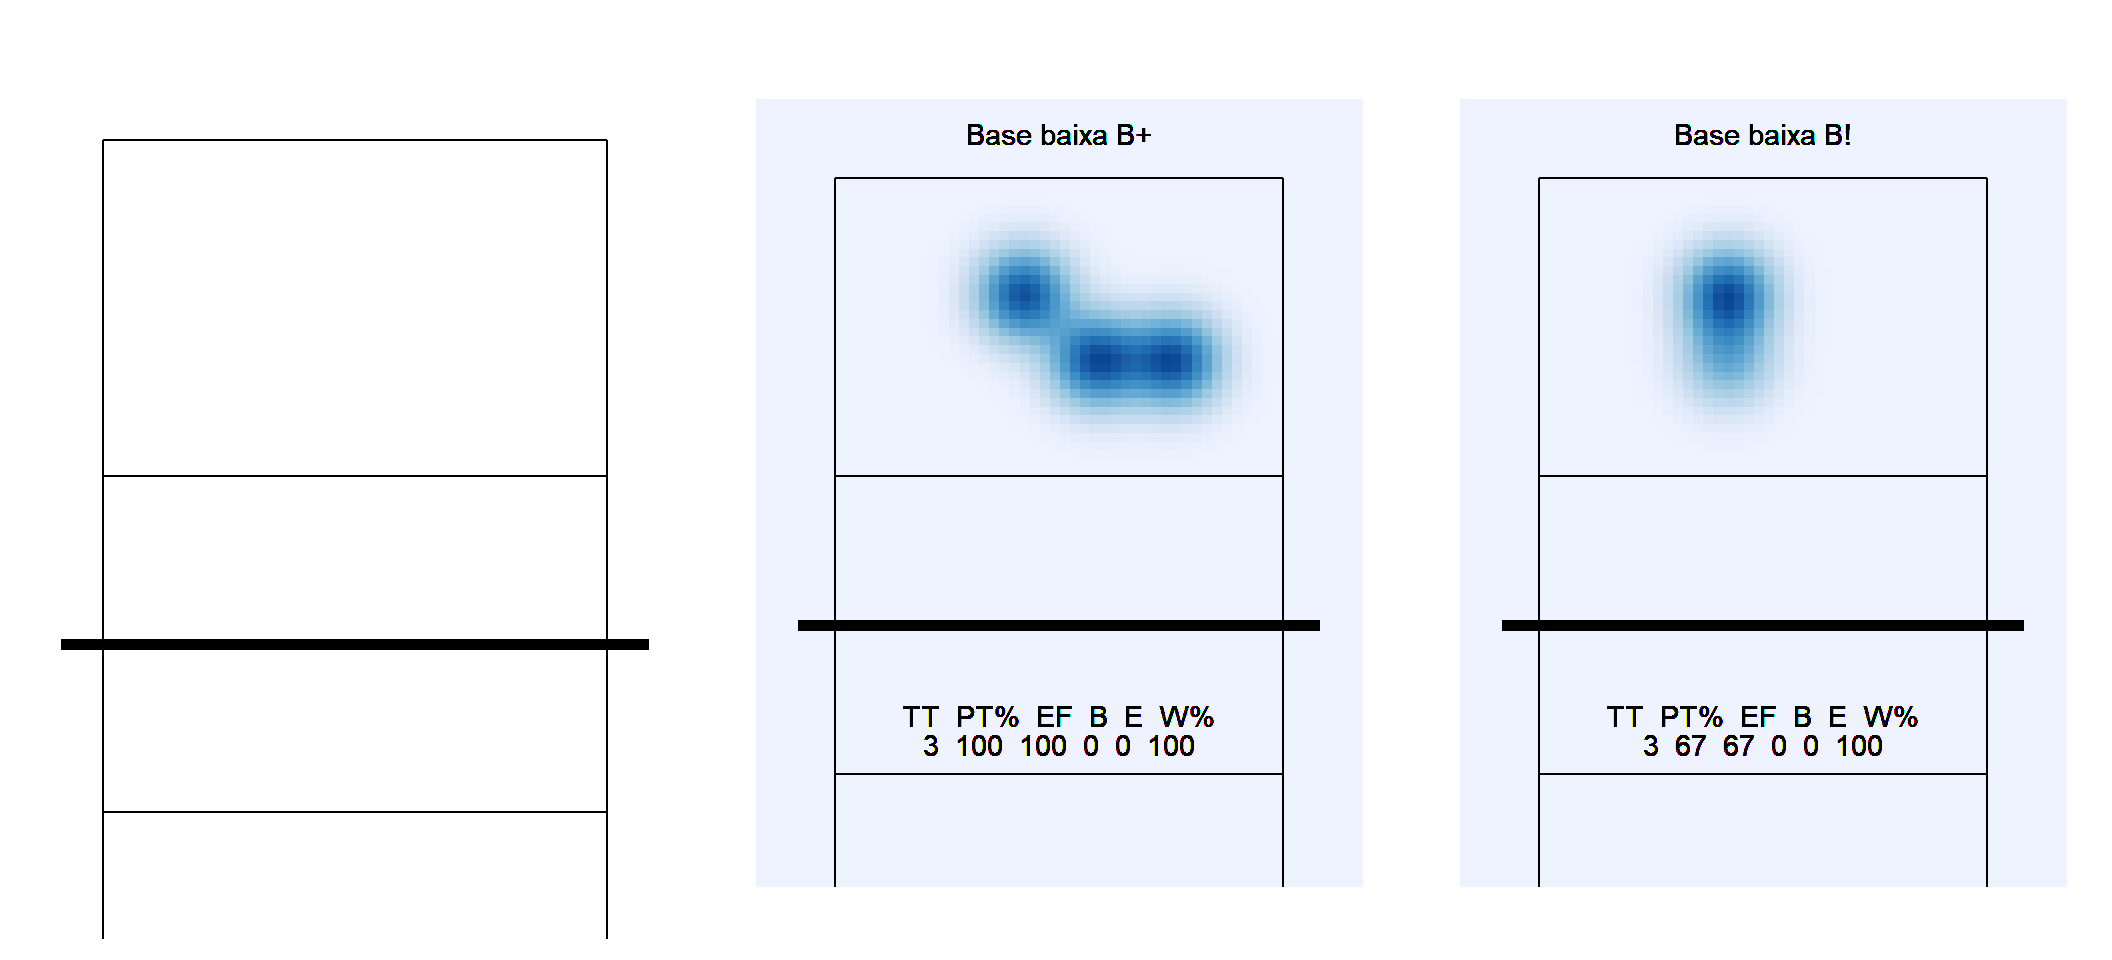 Base baixa B+
TT PT% EF B E W%
3 100 100 0 0 100
Base baixa B!
TT PT% EF B E W%
3 67 67 0 0 100